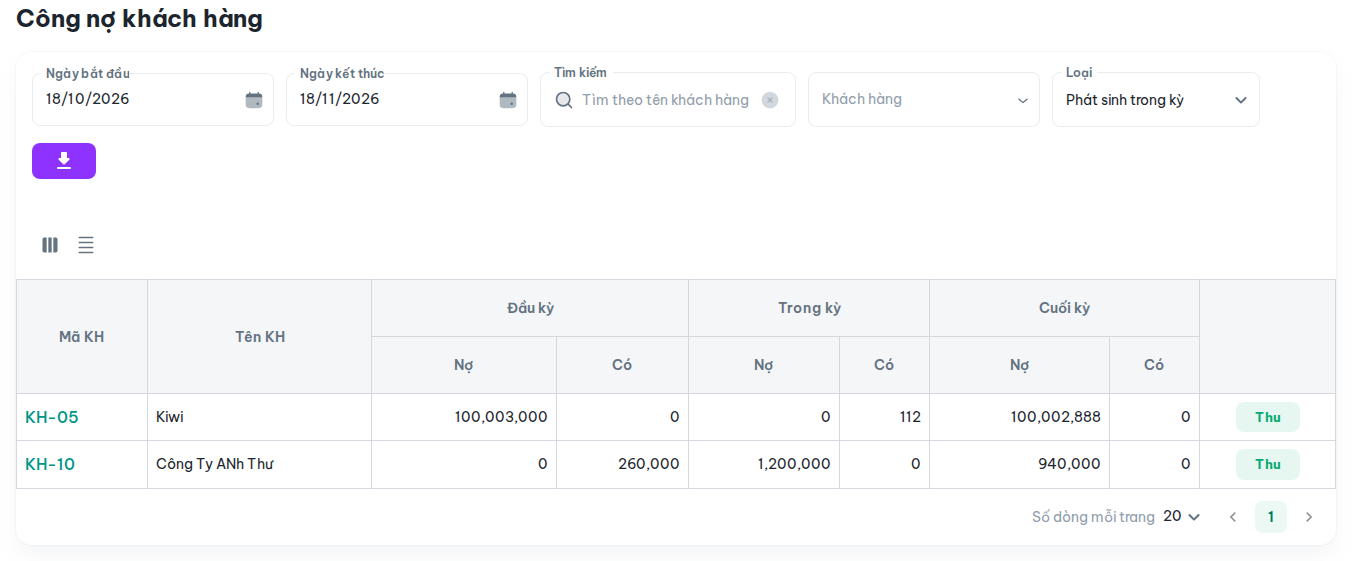 Công nợ khách hàng
Ngày bắt đầu
18/10/2026
Ngày kết thúc
18/11/2026
Tìm kiếm
Tìm theo tên khách hàng
Khách hàng
Loại
Phát sinh trong kỳ
Mã KH Tên KH Đầu kỳ Trong kỳ Cuối kỳ
Nợ Có Nợ Có Nợ Có
KH-05 Kiwi 100,003,000 0 0 112 100,002,888 0 Thu
KH-10 Công Ty ANh Thư 0 260,000 1,200,000 0 940,000 0 Thu
Số dòng mỗi trang 20 1